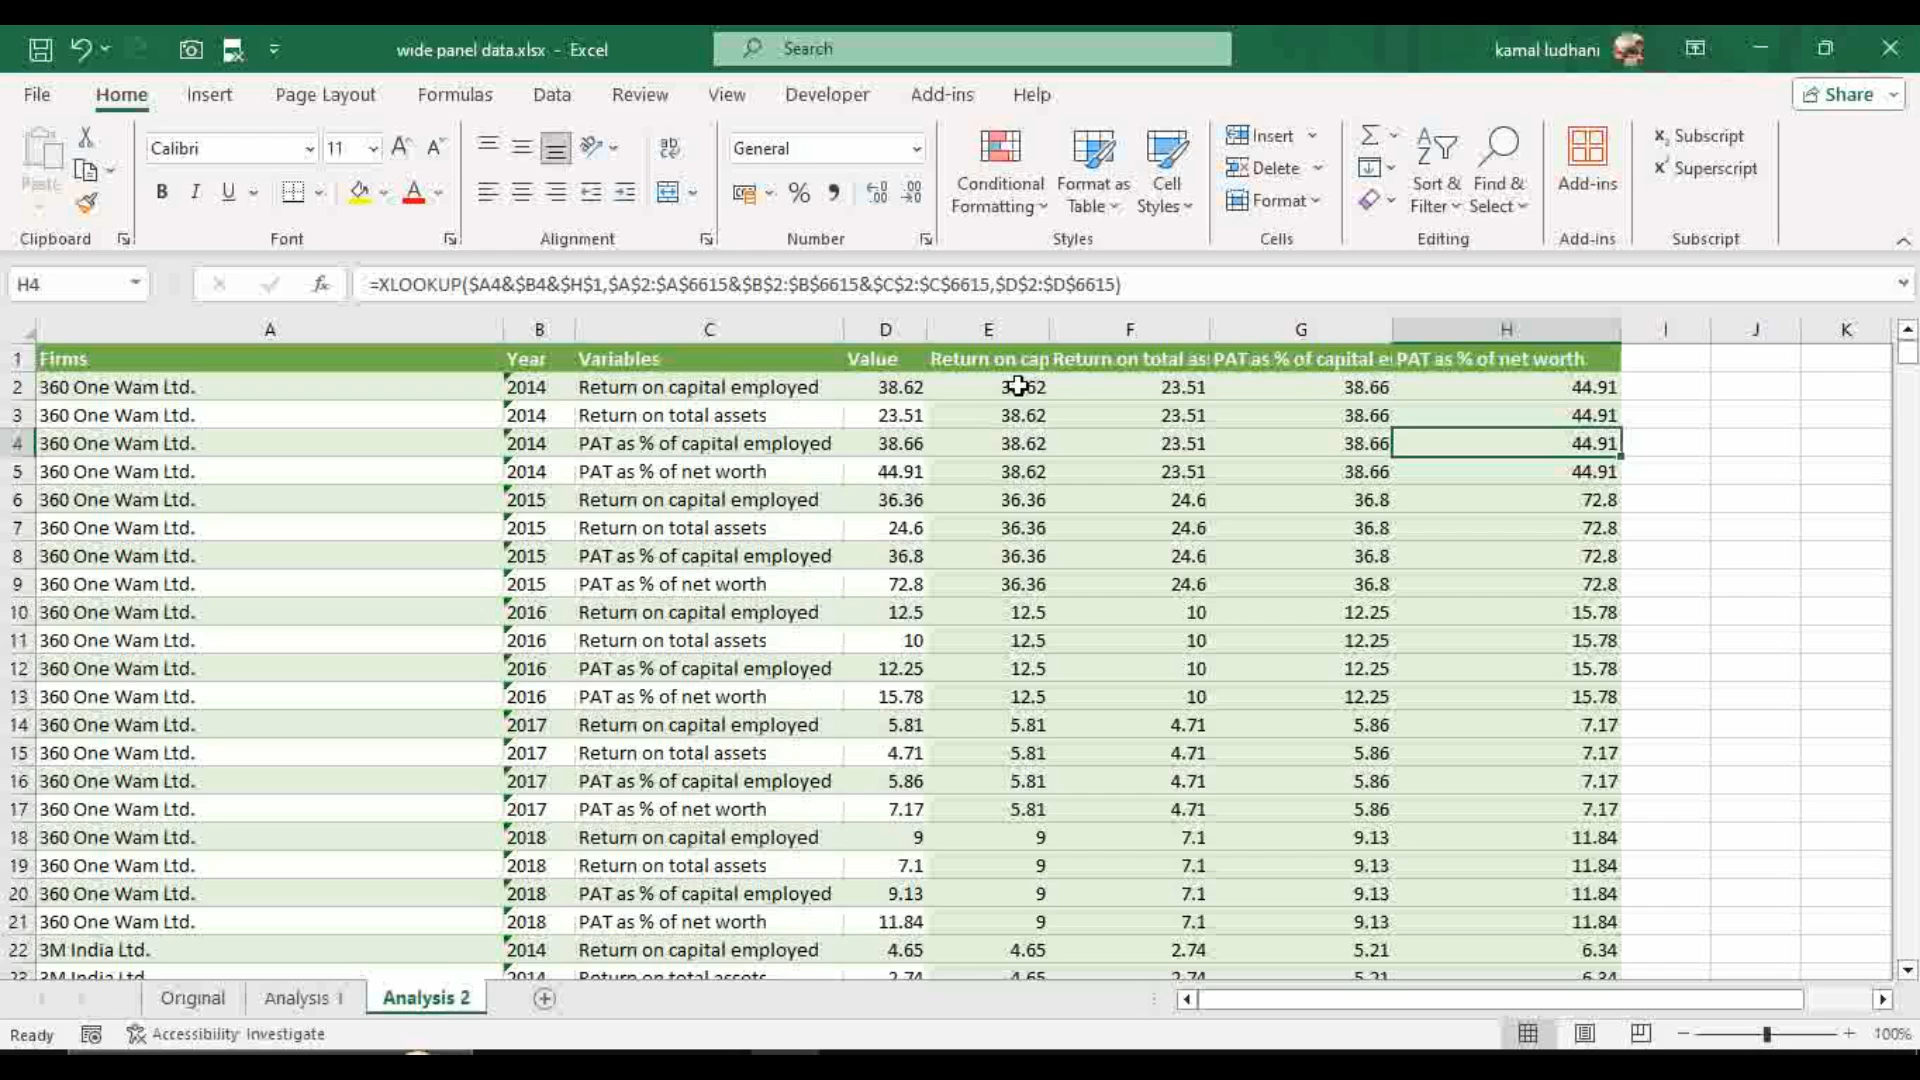 wide panel data.xlsx - Excel
Search
kamal ludhani
File Home Insert Page Layout Formulas Data Review View Developer Add-ins Help
Share
Paste
Calibri 11
B I U
General
Conditional Formatting
Format as Table
Cell Styles
Insert
Delete
Format
Sort & Filter
Find & Select
Add-ins
X₂ Subscript
X² Superscript
Clipboard Font Alignment Number Styles Cells Editing Add-ins Subscript
H4 fx =XLOOKUP($A4&$B4&$H$1,$A$2:$A$6615&$B$2:$B$6615&$C$2:$C$6615,$D$2:$D$6615)
A B C D E F G H I J K
1 Firms Year Variables Value Return on cap Return on total as PAT as % of capital e PAT as % of net worth
2 360 One Wam Ltd. 2014 Return on capital employed 38.62 38.62 23.51 38.66 44.91
3 360 One Wam Ltd. 2014 Return on total assets 23.51 38.62 23.51 38.66 44.91
4 360 One Wam Ltd. 2014 PAT as % of capital employed 38.66 38.62 23.51 38.66 44.91
5 360 One Wam Ltd. 2014 PAT as % of net worth 44.91 38.62 23.51 38.66 44.91
6 360 One Wam Ltd. 2015 Return on capital employed 36.36 36.36 24.6 36.8 72.8
7 360 One Wam Ltd. 2015 Return on total assets 24.6 36.36 24.6 36.8 72.8
8 360 One Wam Ltd. 2015 PAT as % of capital employed 36.8 36.36 24.6 36.8 72.8
9 360 One Wam Ltd. 2015 PAT as % of net worth 72.8 36.36 24.6 36.8 72.8
10 360 One Wam Ltd. 2016 Return on capital employed 12.5 12.5 10 12.25 15.78
11 360 One Wam Ltd. 2016 Return on total assets 10 12.5 10 12.25 15.78
12 360 One Wam Ltd. 2016 PAT as % of capital employed 12.25 12.5 10 12.25 15.78
13 360 One Wam Ltd. 2016 PAT as % of net worth 15.78 12.5 10 12.25 15.78
14 360 One Wam Ltd. 2017 Return on capital employed 5.81 5.81 4.71 5.86 7.17
15 360 One Wam Ltd. 2017 Return on total assets 4.71 5.81 4.71 5.86 7.17
16 360 One Wam Ltd. 2017 PAT as % of capital employed 5.86 5.81 4.71 5.86 7.17
17 360 One Wam Ltd. 2017 PAT as % of net worth 7.17 5.81 4.71 5.86 7.17
18 360 One Wam Ltd. 2018 Return on capital employed 9 9 7.1 9.13 11.84
19 360 One Wam Ltd. 2018 Return on total assets 7.1 9 7.1 9.13 11.84
20 360 One Wam Ltd. 2018 PAT as % of capital employed 9.13 9 7.1 9.13 11.84
21 360 One Wam Ltd. 2018 PAT as % of net worth 11.84 9 7.1 9.13 11.84
22 3M India Ltd. 2014 Return on capital employed 4.65 4.65 2.74 5.21 6.34
23 3M India Ltd. 2014 Return on total assets 2.74 4.65 2.74 5.21 6.34
Original Analysis 1 Analysis 2
Ready Accessibility: Investigate 100%